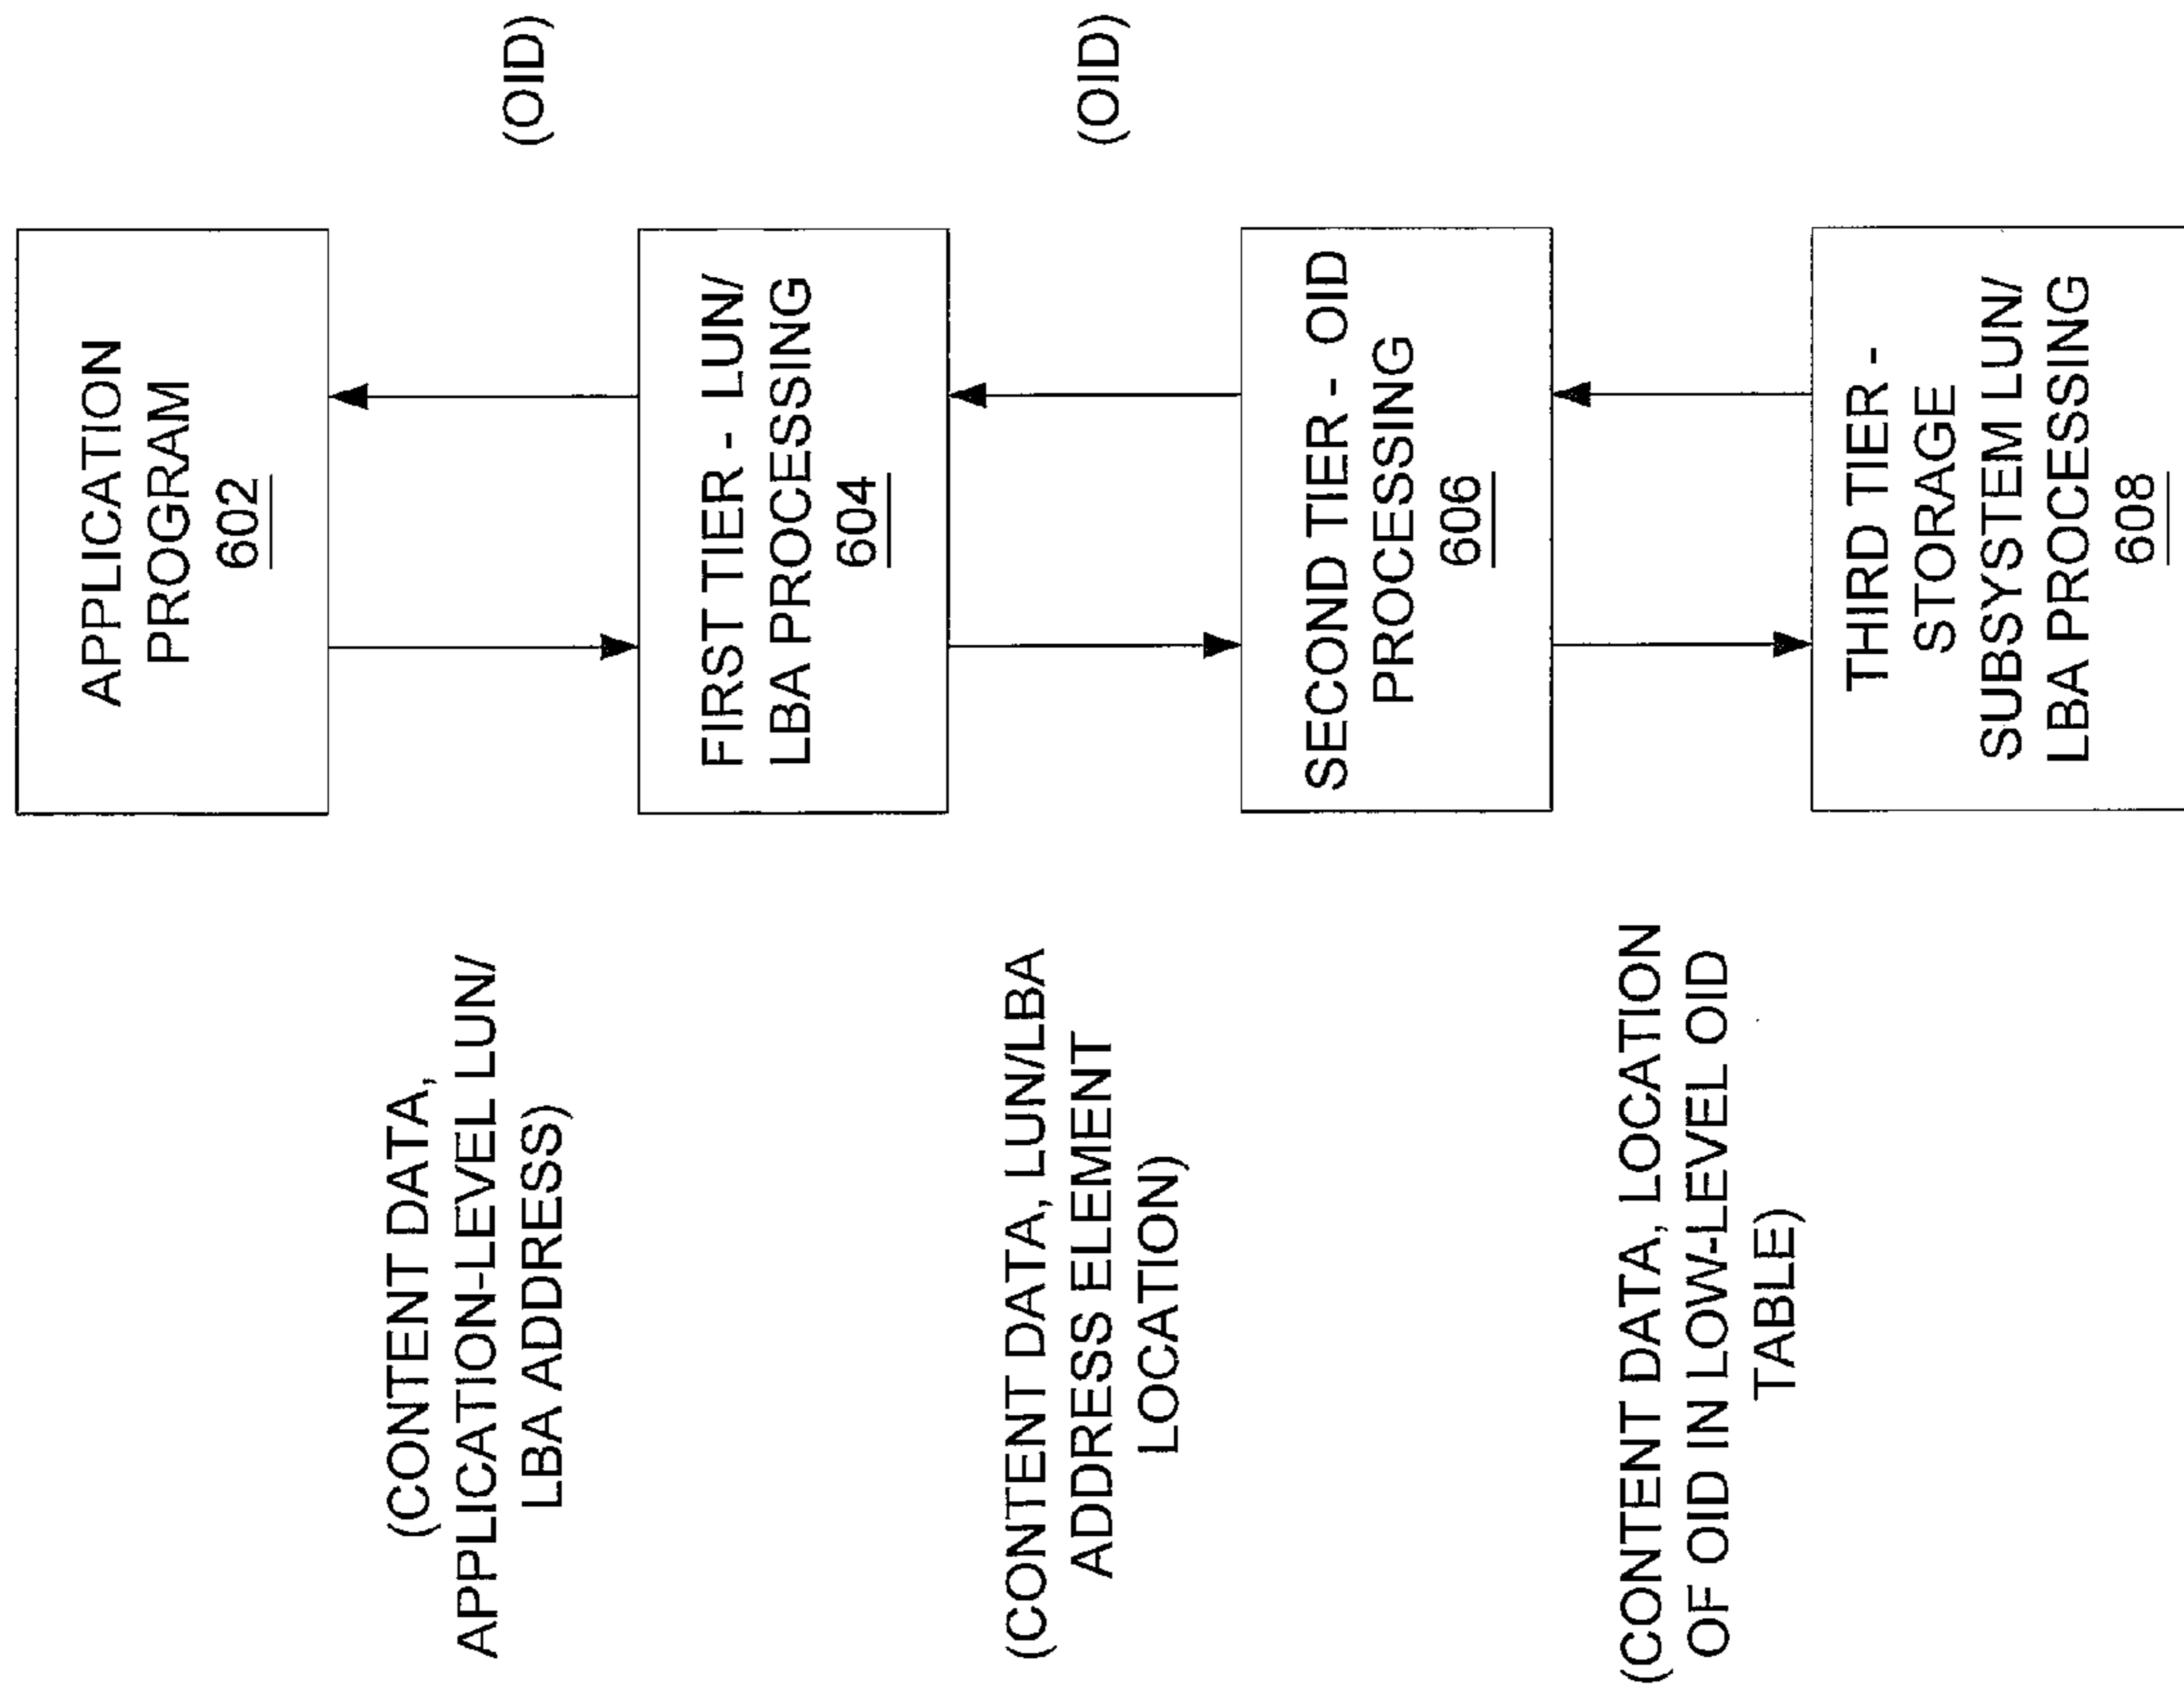 APPLICATION
PROGRAM
602
(CONTENT DATA,
APPLICATION-LEVEL LUN/
LBA ADDRESS)
(OID)
FIRST TIER - LUN/
LBA PROCESSING
604
(CONTENT DATA, LUN/LBA
ADDRESS ELEMENT
LOCATION)
(OID)
SECOND TIER - OID
PROCESSING
606
(CONTENT DATA, LOCATION
OF OID IN LOW-LEVEL OID
TABLE)
THIRD TIER -
STORAGE
SUBSYSTEM LUN/
LBA PROCESSING
608